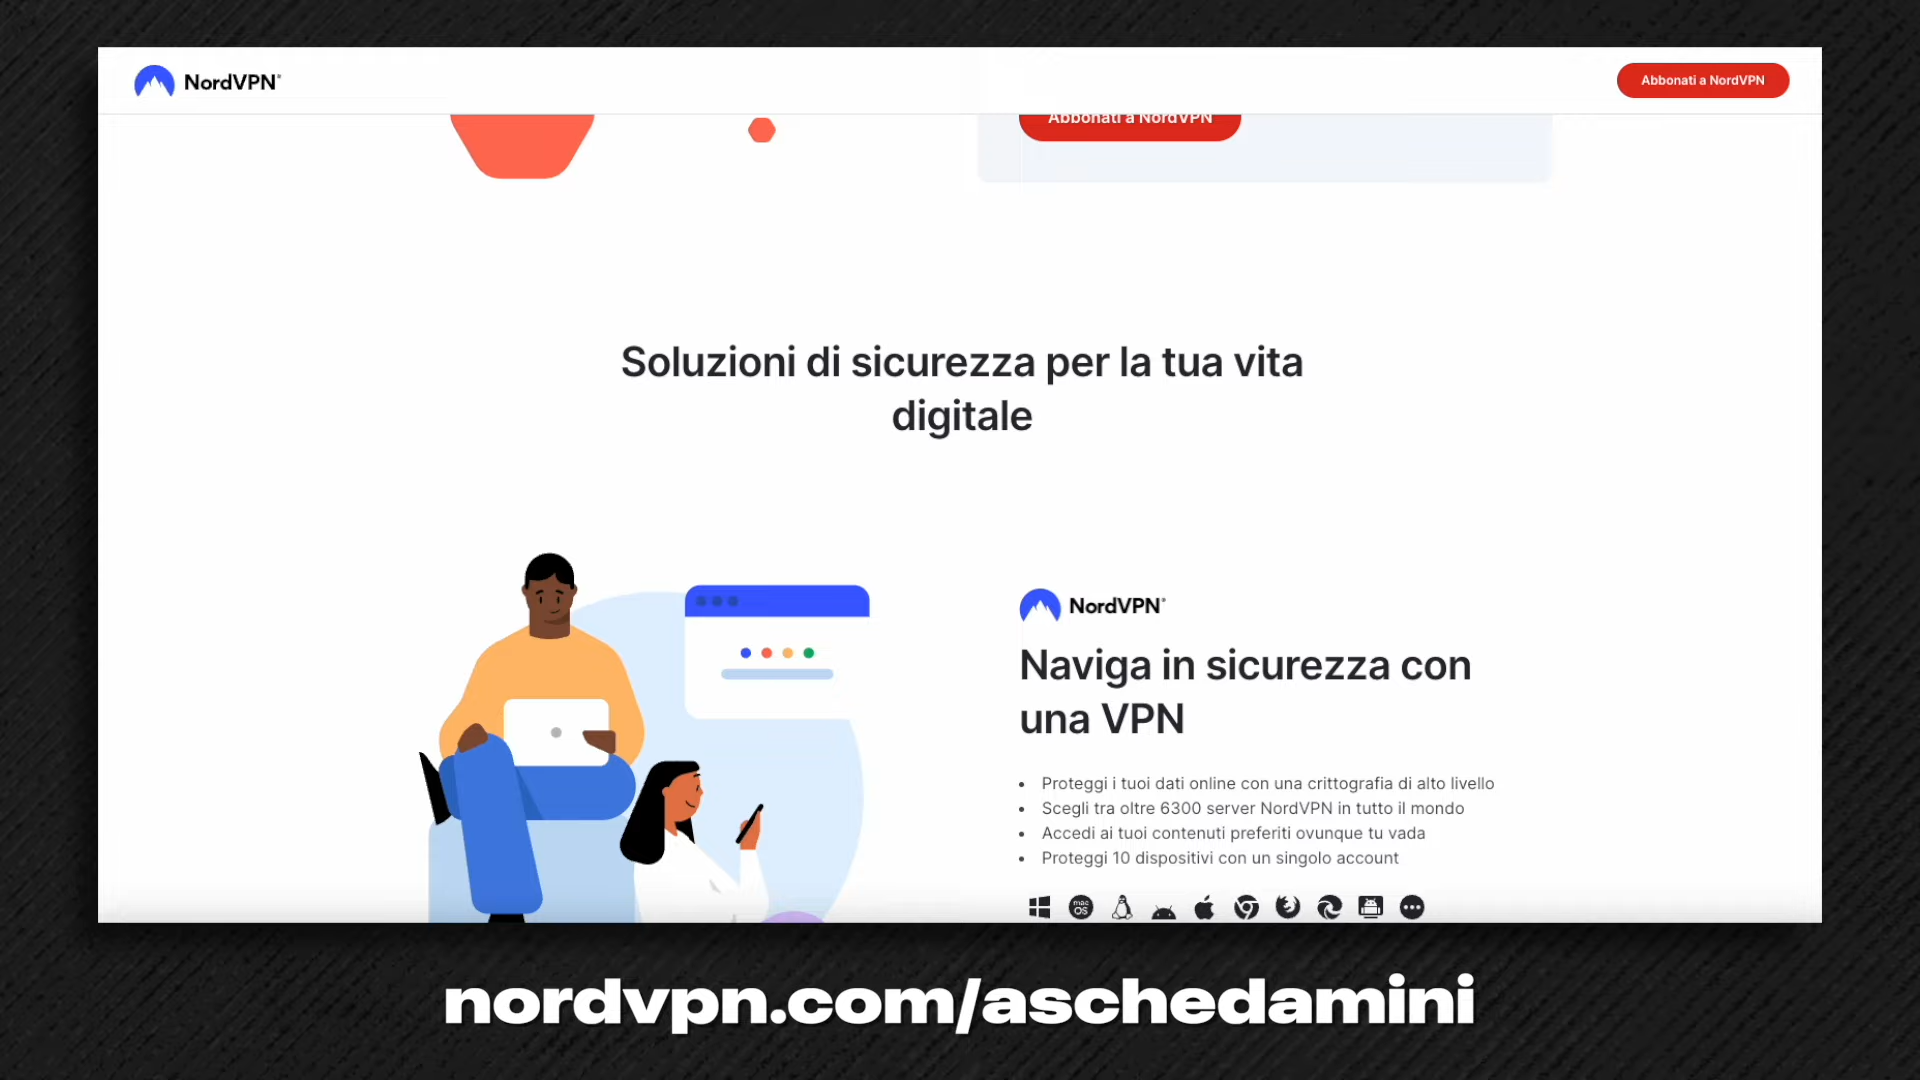 NordVPN®
Abbonati a NordVPN
Abbonati a NordVPN
Soluzioni di sicurezza per la tua vita
digitale
NordVPN®
Naviga in sicurezza con
una VPN
• Proteggi i tuoi dati online con una crittografia di alto livello
• Scegli tra oltre 6300 server NordVPN in tutto il mondo
• Accedi ai tuoi contenuti preferiti ovunque tu vada
• Proteggi 10 dispositivi con un singolo account
mac OS
nordvpn.com/aschedamini